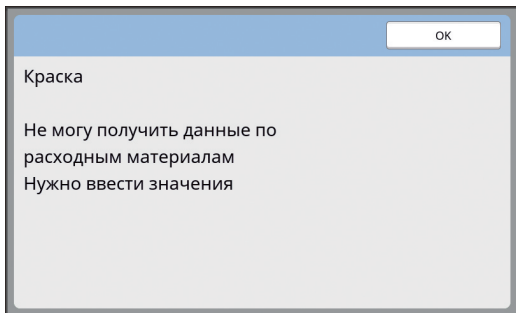 OK
Краска
Не могу получить данные по
расходным материалам
Нужно ввести значения